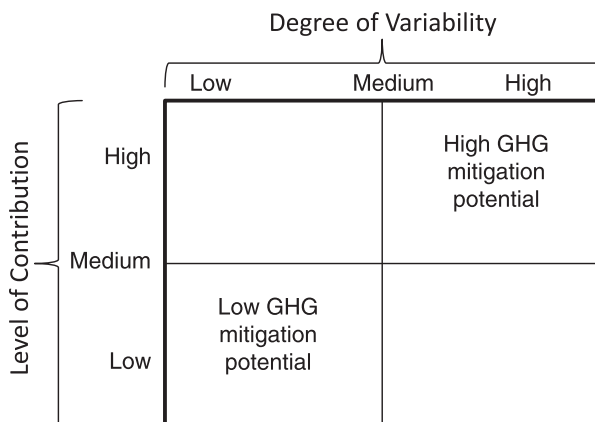 Degree of Variability
Low Medium High
Level of Contribution
High
High GHG
mitigation
potential
Medium
Low GHG
mitigation
potential
Low